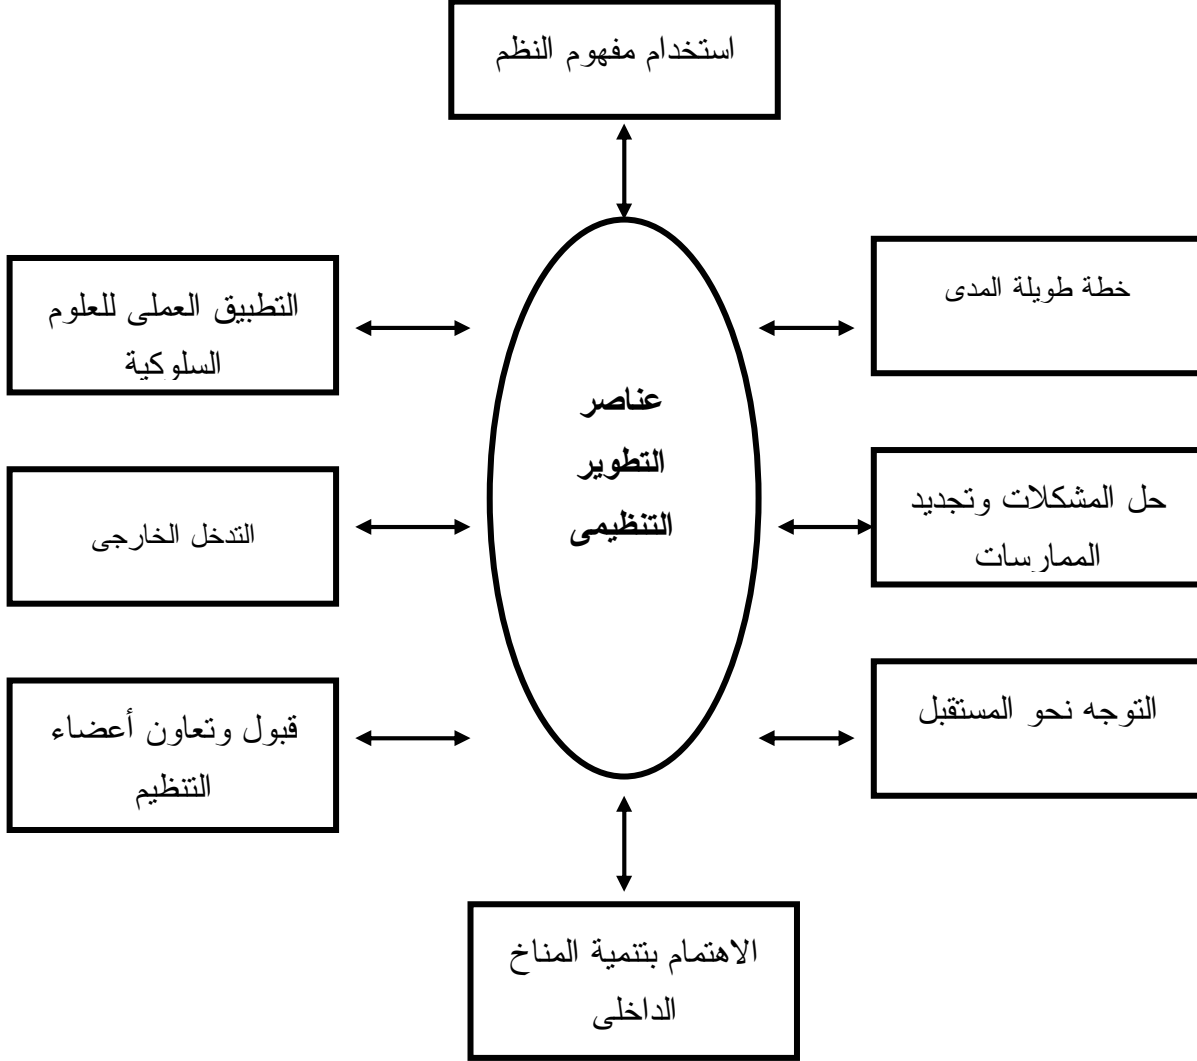 استخدام مفهوم النظم
خطة طويلة المدى
التطبيق العملى للعلوم
السلوكية
عناصر
التطوير
التنظيمى
حل المشكلات وتجديد
الممارسات
التدخل الخارجى
التوجه نحو المستقبل
قبول وتعاون أعضاء
التنظيم
الاهتمام بتنمية المناخ
الداخلى